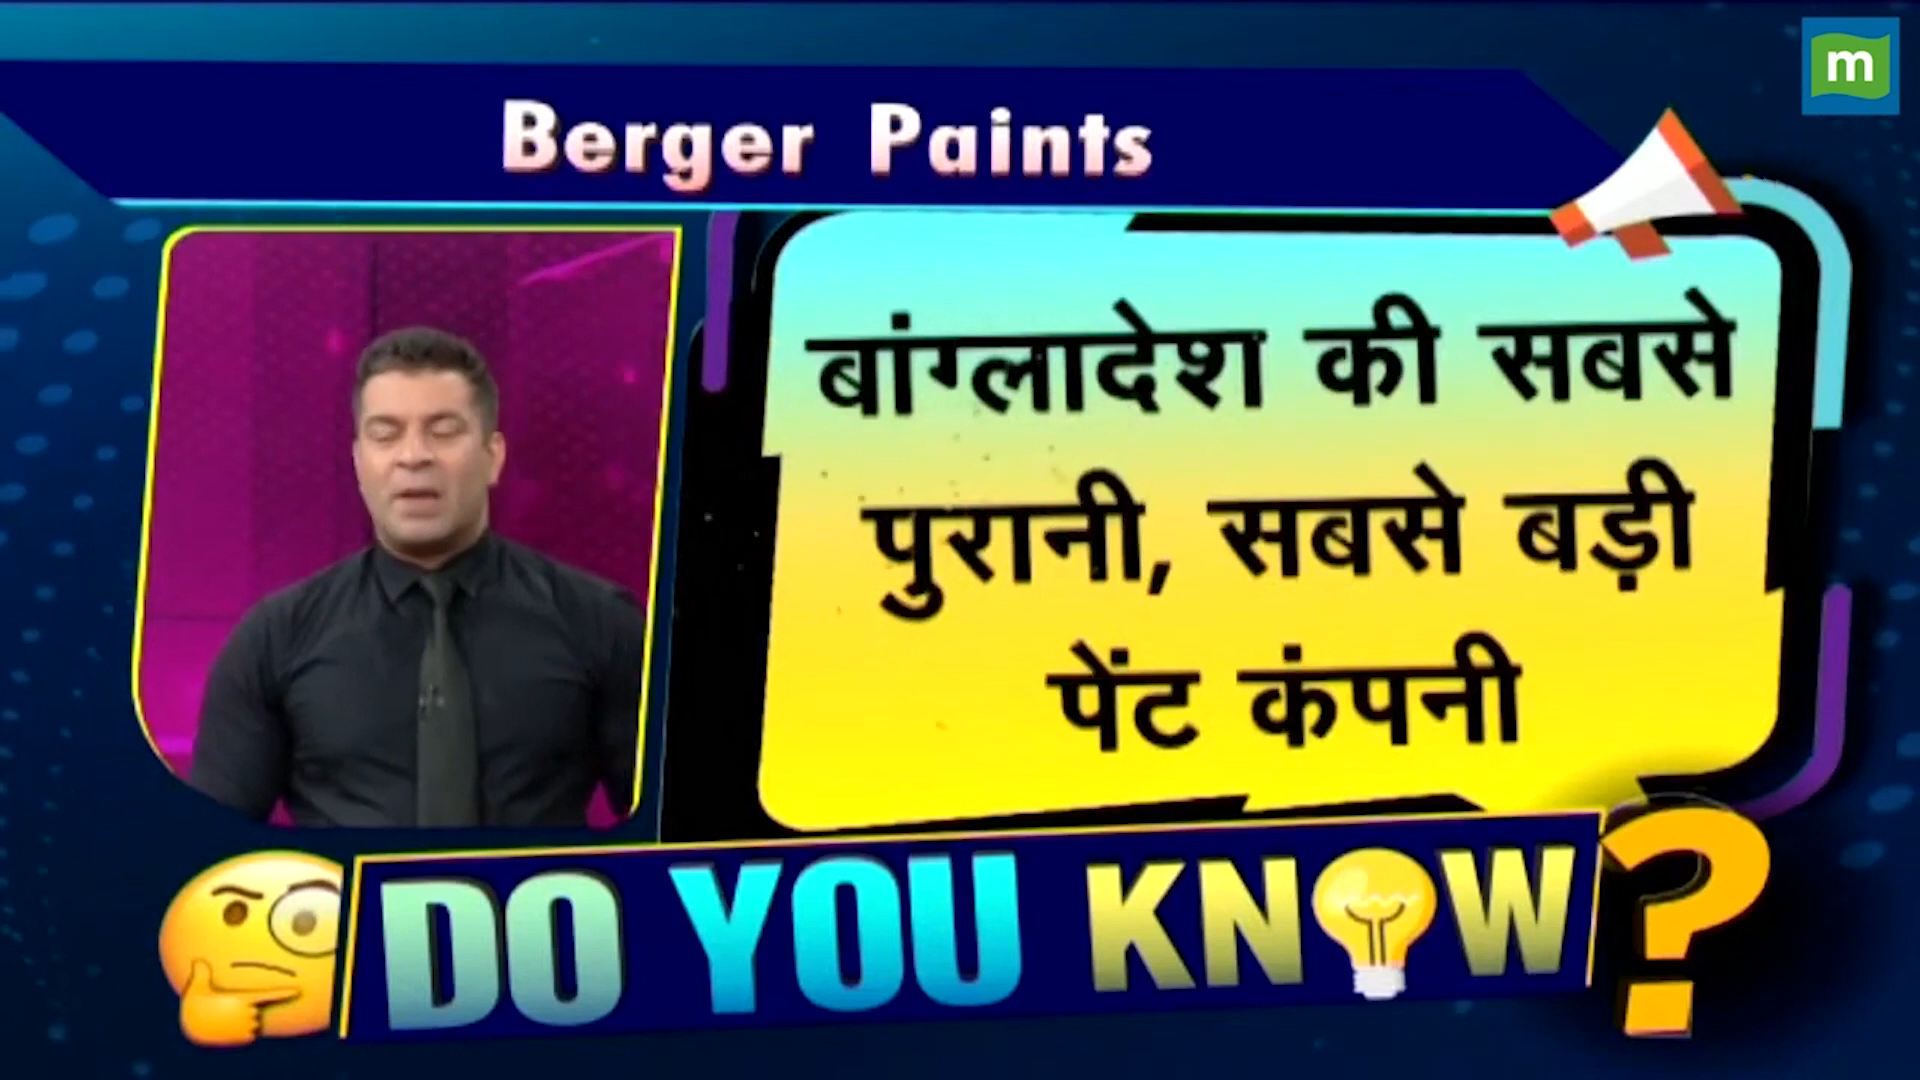 m
Berger Paints
बांग्लादेश की सबसे
पुरानी, सबसे बड़ी
पेंट कंपनी
DO YOU KNOW?